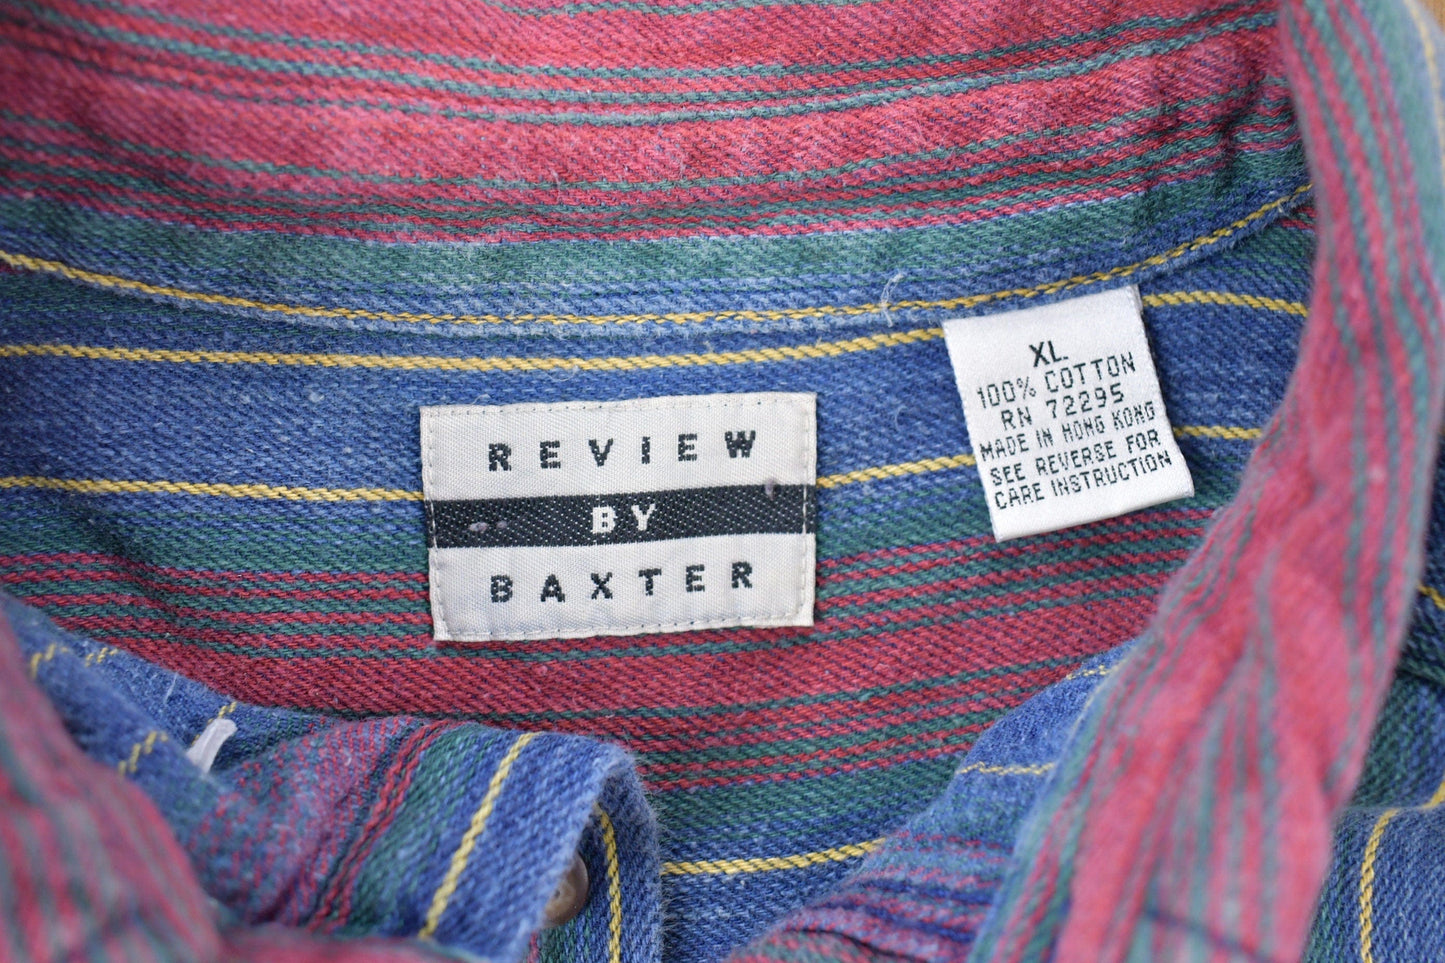 REVIEW
BY
BAXTER
XL
100% COTTON
RN 72295
MADE IN HONG KONG
SEE REVERSE FOR
CARE INSTRUCTION